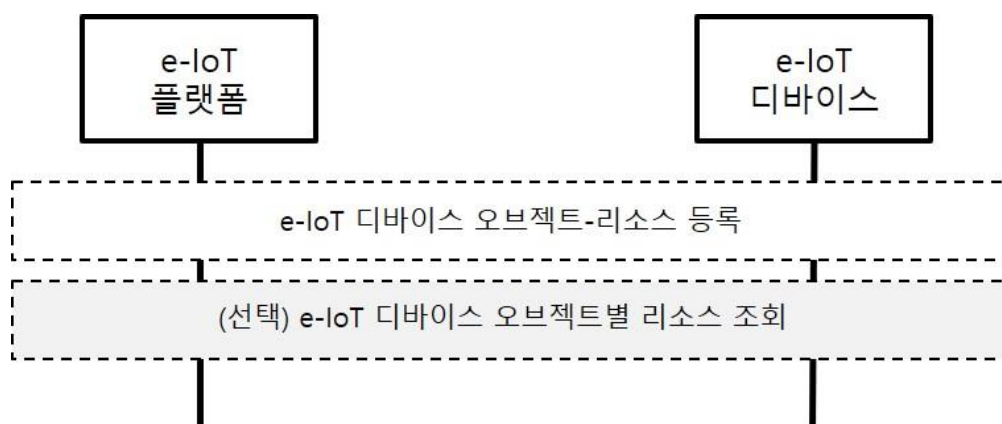 e-IoT
플랫폼
e-IoT
디바이스
e-IoT 디바이스 오브젝트-리소스 등록
(선택) e-IoT 디바이스 오브젝트별 리소스 조회